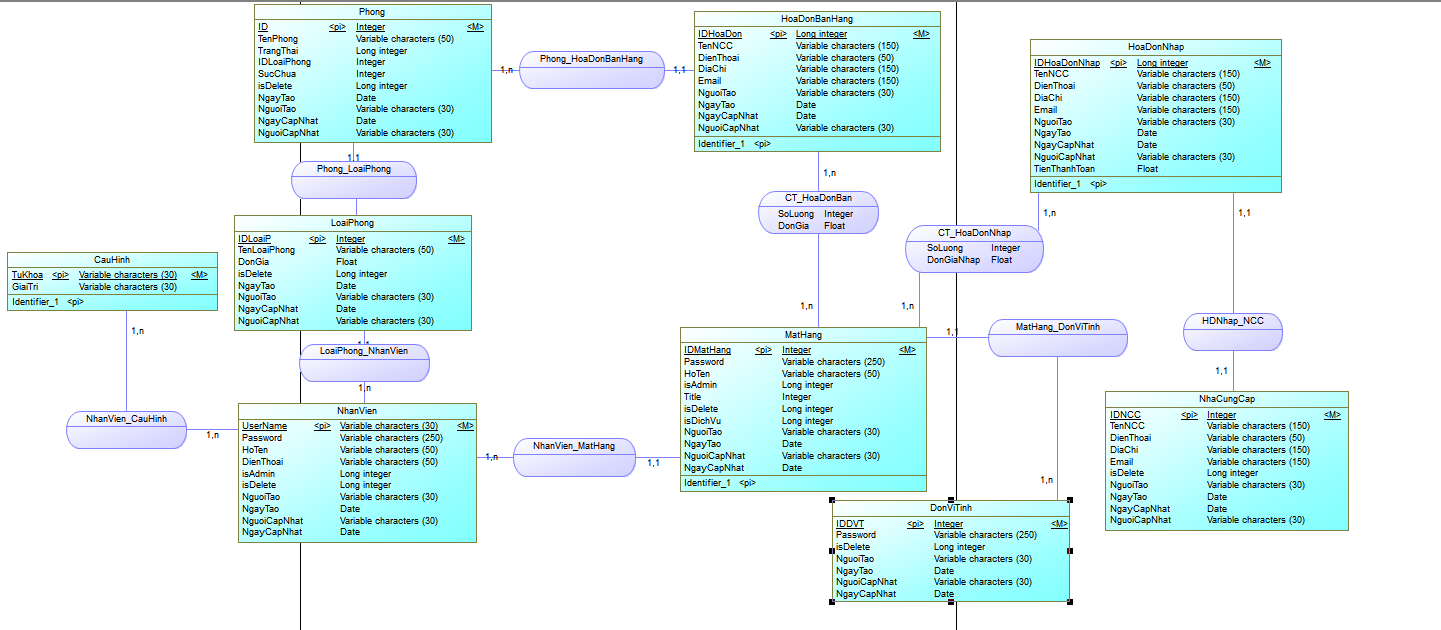 Phong
ID <pi> Integer <M>
TenPhong Variable characters (50)
TrangThai Long integer
IDLoaiPhong Integer
SucChua Integer
isDelete Long integer
NgayTao Date
NguoiTao Variable characters (30)
NgayCapNhat Date
NguoiCapNhat Variable characters (30)
1,n
Phong_HoaDonBanHang
1,1
HoaDonBanHang
IDHoaDon <pi> Long integer <M>
TenNCC Variable characters (150)
DienThoai Variable characters (50)
DiaChi Variable characters (150)
Email Variable characters (150)
NguoiTao Variable characters (30)
NgayTao Date
NgayCapNhat Date
NguoiCapNhat Variable characters (30)
Identifier_1 <pi>
HoaDonNhap
IDHoaDonNhap <pi> Long integer <M>
TenNCC Variable characters (150)
DienThoai Variable characters (50)
DiaChi Variable characters (150)
Email Variable characters (150)
NguoiTao Variable characters (30)
NgayTao Date
NgayCapNhat Date
NguoiCapNhat Variable characters (30)
TienThanhToan Float
Identifier_1 <pi>
1,1
Phong_LoaiPhong
1,n
CT_HoaDonBan
SoLuong Integer
DonGia Float
1,n
1,n
CT_HoaDonNhap
SoLuong Integer
DonGiaNhap Float
1,n
1,1
HDNhap_NCC
1,1
LoaiPhong
IDLoaiP <pi> Integer <M>
TenLoaiPhong Variable characters (50)
DonGia Float
isDelete Long integer
NgayTao Date
NguoiTao Variable characters (30)
NgayCapNhat Date
NguoiCapNhat Variable characters (30)
CauHinh
TuKhoa <pi> Variable characters (30) <M>
GiaiTri Variable characters (30)
Identifier_1 <pi>
1,n
LoaiPhong_NhanVien
1,n
NhanVien_CauHinh
1,n
NhanVien
UserName <pi> Variable characters (30) <M>
Password Variable characters (250)
HoTen Variable characters (50)
DienThoai Variable characters (50)
isAdmin Long integer
isDelete Long integer
NguoiTao Variable characters (30)
NgayTao Date
NguoiCapNhat Variable characters (30)
NgayCapNhat Date
1,n
NhanVien_MatHang
1,1
MatHang
IDMatHang <pi> Integer <M>
Password Variable characters (250)
HoTen Variable characters (50)
isAdmin Long integer
Title Integer
isDelete Long integer
isDichVu Long integer
NguoiTao Variable characters (30)
NgayTao Date
NguoiCapNhat Variable characters (30)
NgayCapNhat Date
Identifier_1 <pi>
1,1
MatHang_DonViTinh
1,n
NhaCungCap
IDNCC <pi> Integer <M>
TenNCC Variable characters (150)
DienThoai Variable characters (50)
DiaChi Variable characters (150)
Email Variable characters (150)
isDelete Long integer
NguoiTao Variable characters (30)
NgayTao Date
NgayCapNhat Date
NguoiCapNhat Variable characters (30)
DonViTinh
IDDVT <pi> Integer <M>
Password Variable characters (250)
isDelete Long integer
NguoiTao Variable characters (30)
NgayTao Date
NguoiCapNhat Variable characters (30)
NgayCapNhat Date